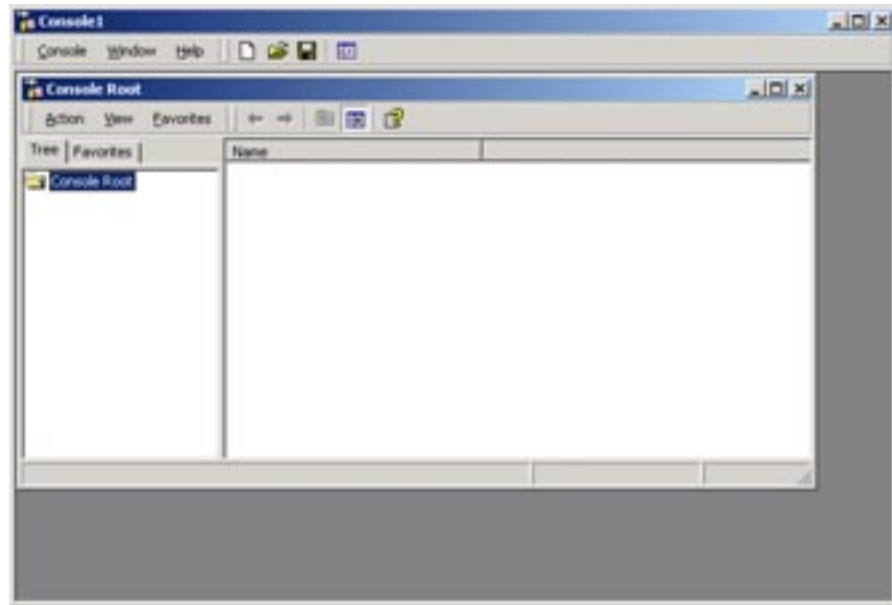 Console1
Console Window Help
Console Root
Action View Favorites
Tree Favorites
Name
Console Root